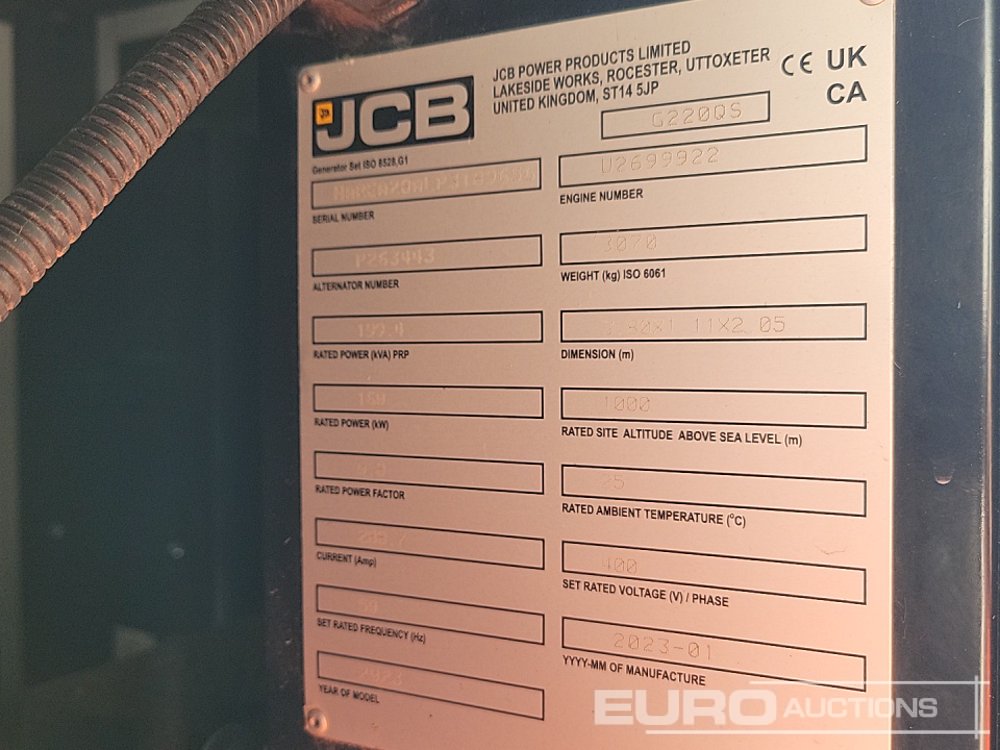 JCB
JCB POWER PRODUCTS LIMITED
LAKESIDE WORKS, ROCESTER, UTTOXETER
UNITED KINGDOM, ST14 5JP
CE UK
CA
G220QS
Generator Set ISO 8528,G1
SERIAL NUMBER
U2699922
ENGINE NUMBER
P263443
ALTERNATOR NUMBER
3070
WEIGHT (kg) ISO 6061
RATED POWER (kVA) PRP
DIMENSION (m)
RATED POWER (kW)
1000
RATED SITE ALTITUDE ABOVE SEA LEVEL (m)
RATED POWER FACTOR
25
RATED AMBIENT TEMPERATURE (°C)
CURRENT (Amp)
400
SET RATED VOLTAGE (V) / PHASE
50
SET RATED FREQUENCY (Hz)
2023-01
YYYY-MM OF MANUFACTURE
2023
YEAR OF MODEL
EURO AUCTIONS